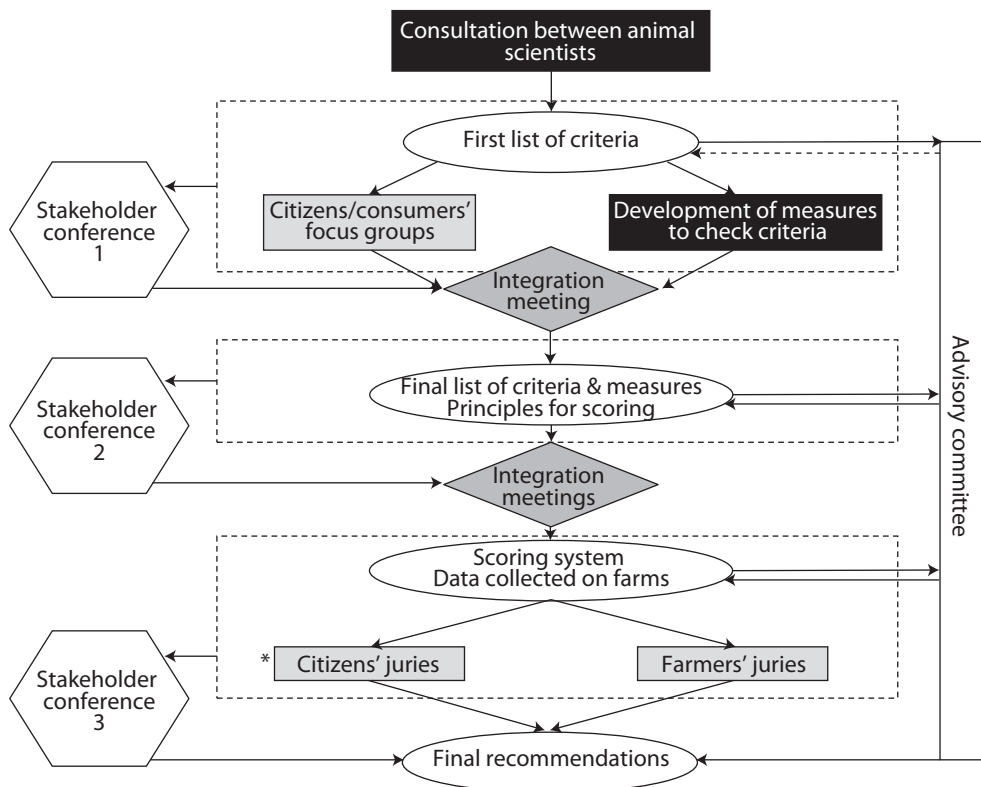 Consultation between animal
scientists
First list of criteria
Stakeholder
conference
1
Citizens/consumers’
focus groups
Development of measures
to check criteria
Integration
meeting
Advisory committee
Stakeholder
conference
2
Final list of criteria & measures
Principles for scoring
Integration
meetings
Scoring system
Data collected on farms
Stakeholder
conference
3
* Citizens’ juries
Farmers’ juries
Final recommendations